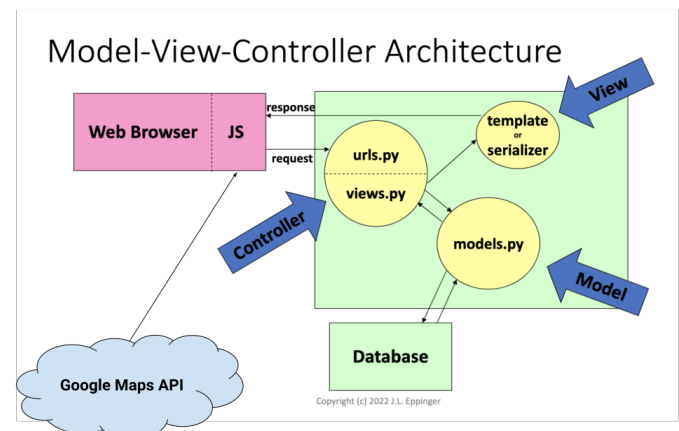 Model-View-Controller Architecture
View
response
template
or
serializer
Web Browser
JS
request
urls.py
views.py
Controller
models.py
Model
Database
Google Maps API
Copyright (c) 2022 J.L. Eppinger